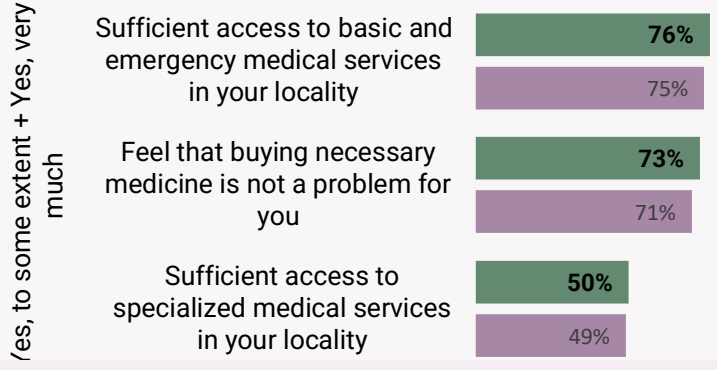 Yes, to some extent + Yes, very
much
Sufficient access to basic and
emergency medical services
in your locality
76%
75%
Feel that buying necessary
medicine is not a problem for
you
73%
71%
Sufficient access to
specialized medical services
in your locality
50%
49%